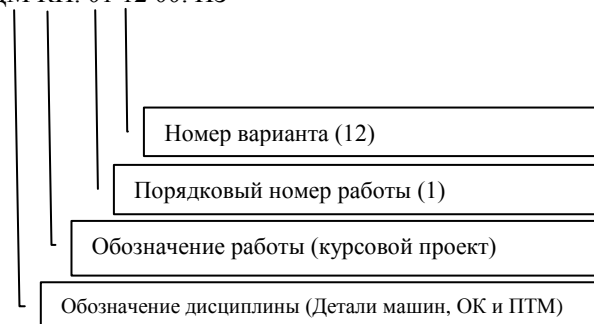 Номер варианта (12)
Порядковый номер работы (1)
Обозначение работы (курсовой проект)
Обозначение дисциплины (Детали машин, ОК и ПТМ)